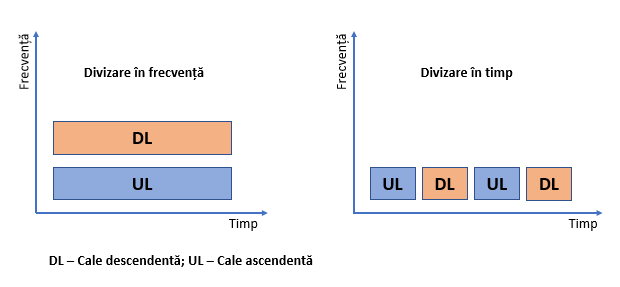 Frecvență
Divizare în frecvență
DL
UL
Timp
Frecvență
Divizare în timp
UL DL UL DL
Timp
DL – Cale descendentă; UL – Cale ascendentă